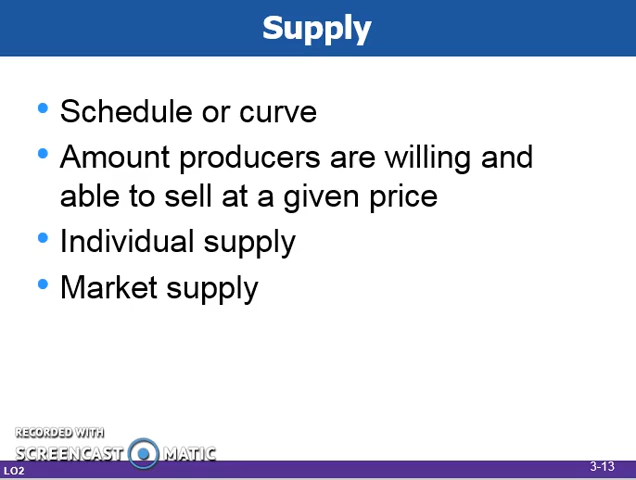 Supply
• Schedule or curve
• Amount producers are willing and
able to sell at a given price
• Individual supply
• Market supply
RECORDED WITH
SCREENCAST MATIC
LO2
3-13